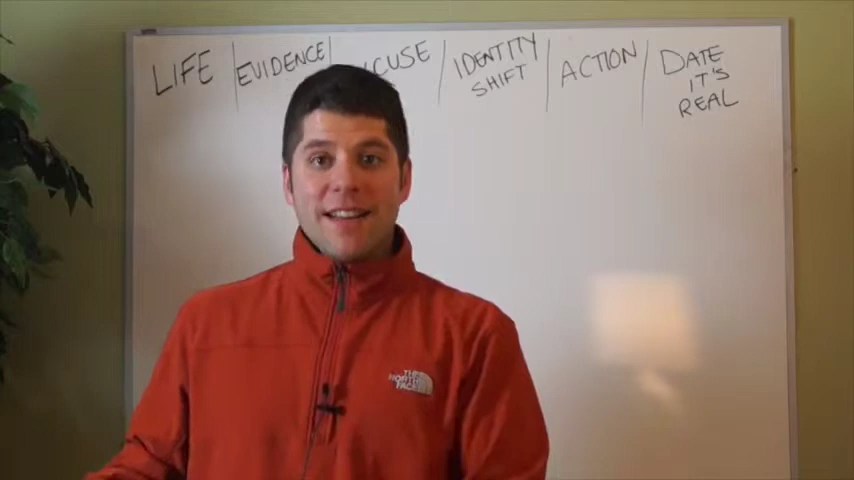 LIFE
EVIDENCE
CUSE
IDENTITY
SHIFT
ACTION
DATE
IT'S
REAL
THE
NORTH
FACE